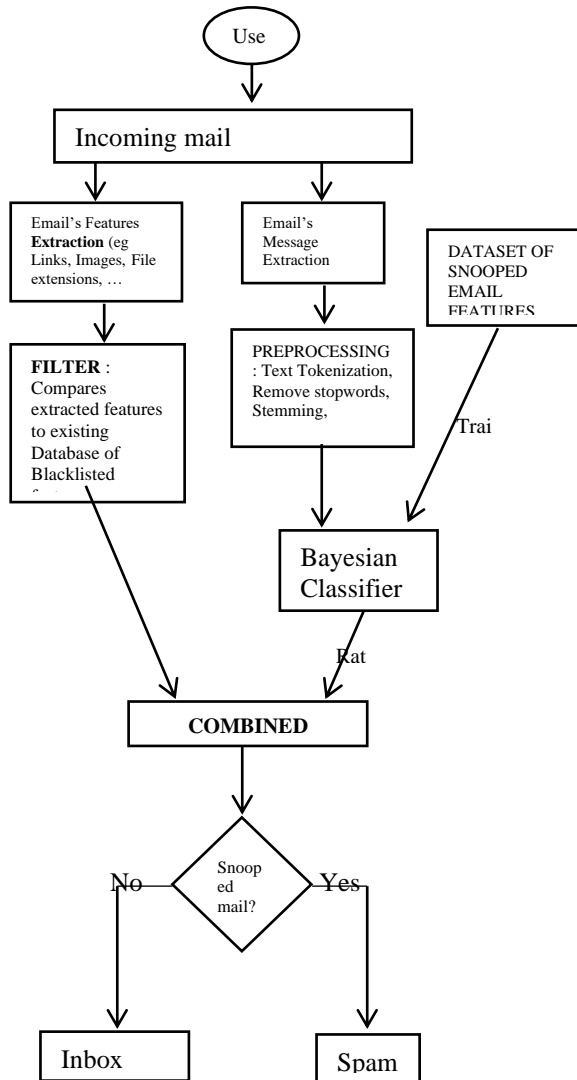 Use
Incoming mail
Email's Features
Extraction (eg
Links, Images, File
extensions, …
Email's
Message
Extraction
DATASET OF
SNOOPED
EMAIL
FEATURES
FILTER :
Compares
extracted features
to existing
Database of
Blacklisted
PREPROCESSING
: Text Tokenization,
Remove stopwords,
Stemming,
Trai
Bayesian
Classifier
Rat
COMBINED
Snoop
ed
mail?
No
Yes
Inbox
Spam